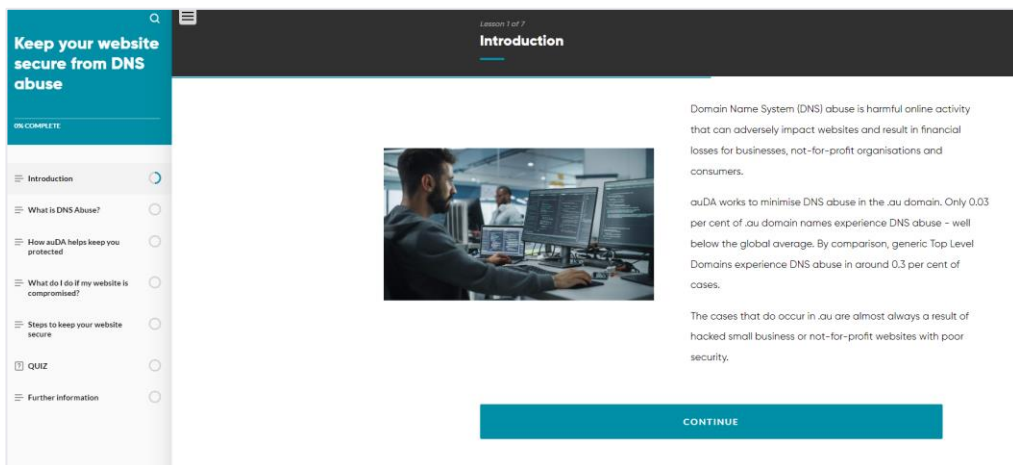 Keep your website
secure from DNS
abuse
0% COMPLETE
Introduction
What is DNS Abuse?
How auDA helps keep you
protected
What do I do if my website is
compromised?
Steps to keep your website
secure
QUIZ
Further information
Lesson 1 of 7
Introduction
Domain Name System (DNS) abuse is harmful online activity
that can adversely impact websites and result in financial
losses for businesses, not-for-profit organisations and
consumers.
auDA works to minimise DNS abuse in the .au domain. Only 0.03
per cent of .au domain names experience DNS abuse – well
below the global average. By comparison, generic Top Level
Domains experience DNS abuse in around 0.3 per cent of
cases.
The cases that do occur in .au are almost always a result of
hacked small business or not-for-profit websites with poor
security.
CONTINUE